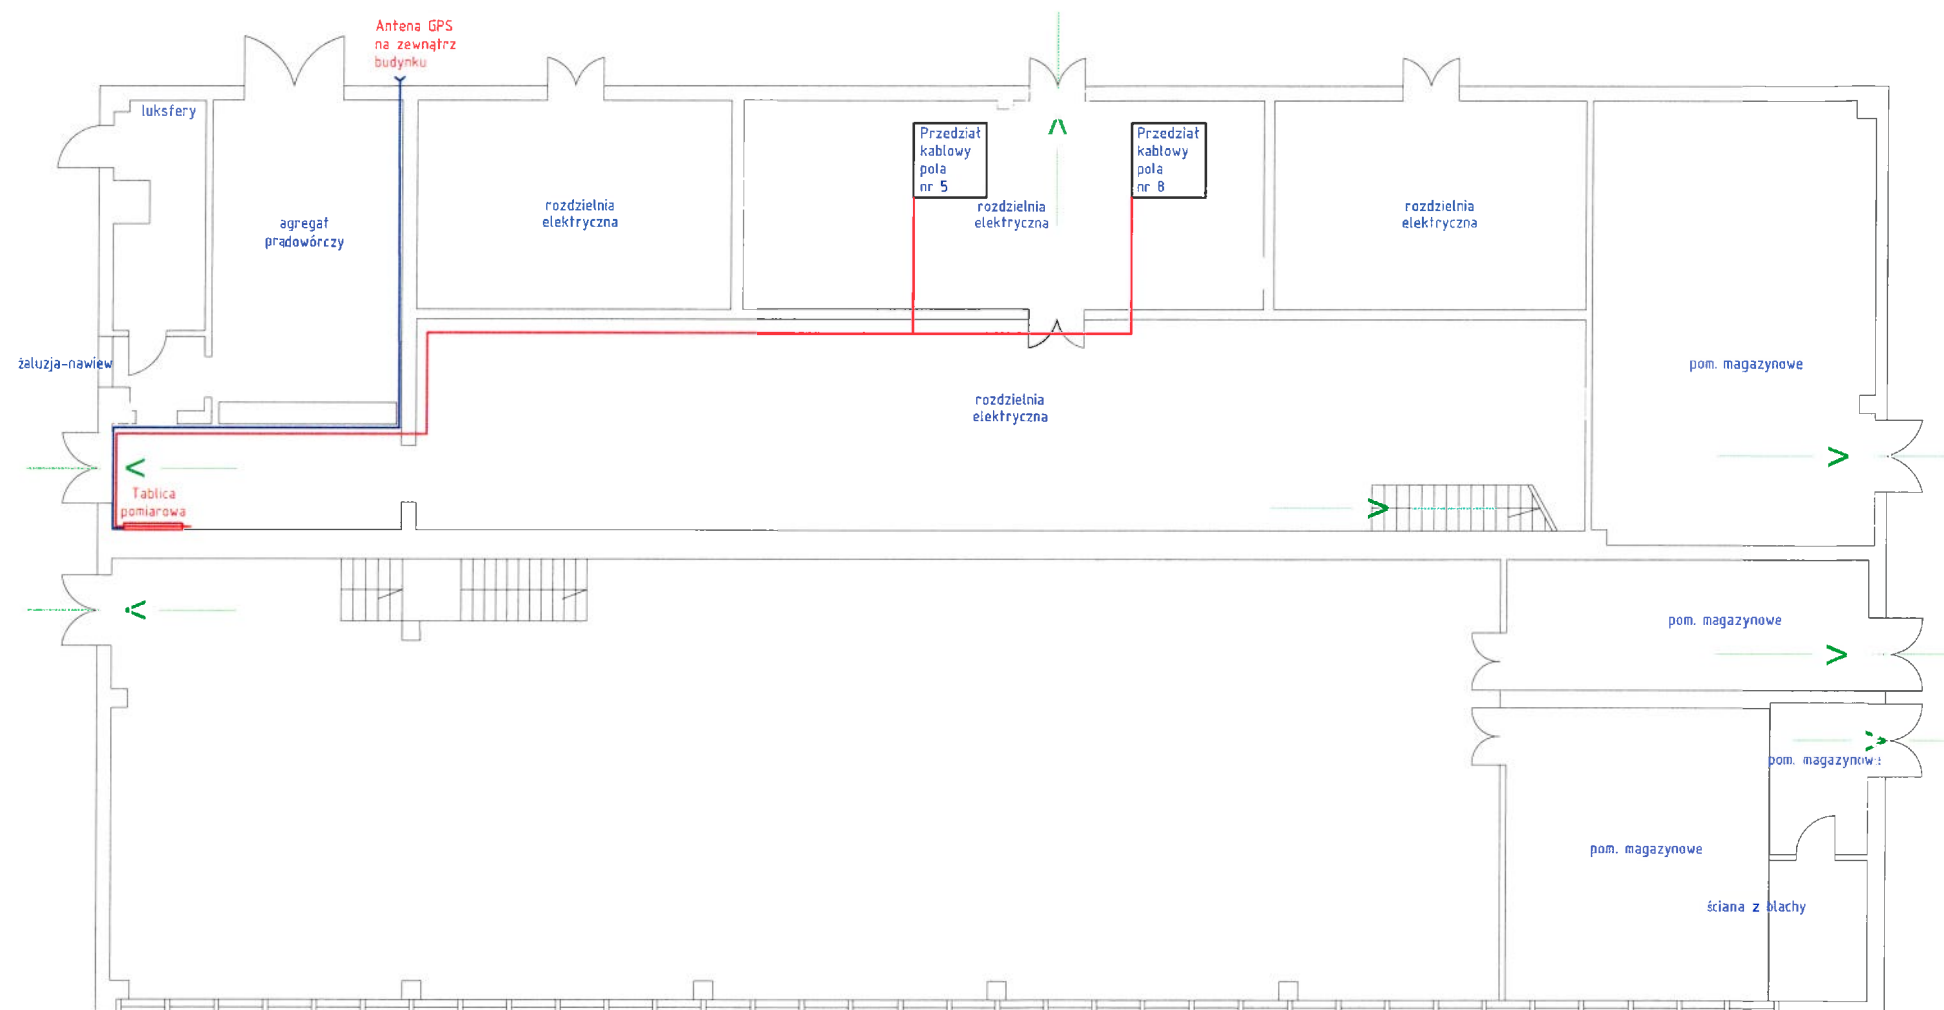 Antena GPS
na zewnątrz
budynku
luksfery
Przedział
kablowy
pola
nr 5
Przedział
kablowy
pola
nr 8
agregat
prądowórczy
rozdzielnia
elektryczna
rozdzielnia
elektryczna
rozdzielnia
elektryczna
żaluzja-nawiew
pom. magazynowe
rozdzielnia
elektryczna
Tablica
pomiarowa
pom. magazynowe
pom. magazynowe
pom. magazynowe
ściana z blachy